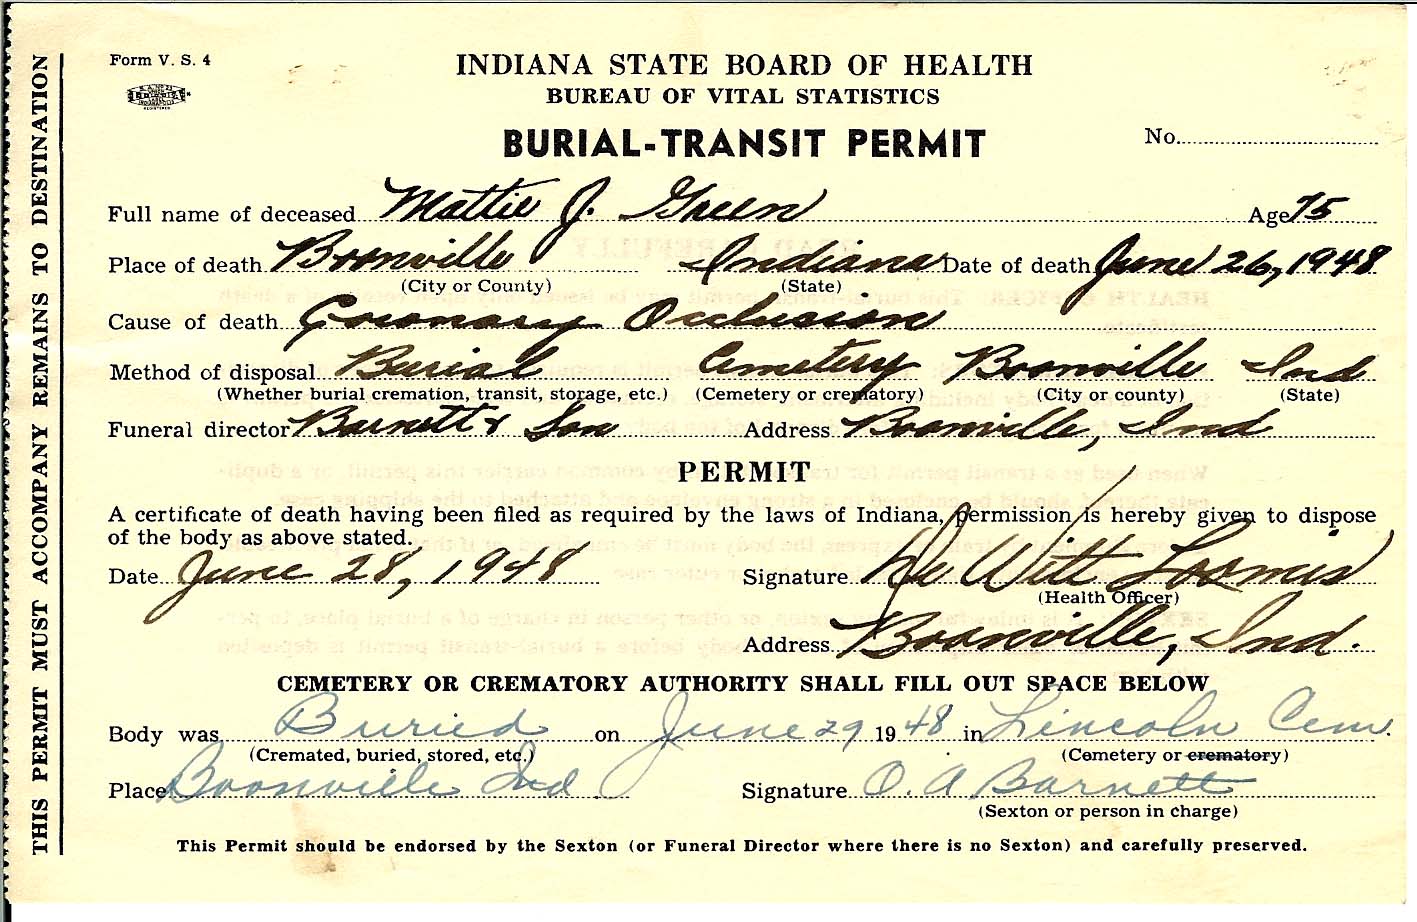 Form V. S. 4
INDIANA STATE BOARD OF HEALTH
BUREAU OF VITAL STATISTICS
BURIAL-TRANSIT PERMIT
No.
Full name of deceased Mattie J. Green Age 75
Place of death Boonville Indiana Date of death June 26, 1948
(City or County) (State)
Cause of death Coronary Occlusion
Method of disposal Burial Cemetery Boonville Ind
(Whether burial cremation, transit, storage, etc.) (Cemetery or crematory) (City or county) (State)
Funeral director Barnett & Son Address Boonville, Ind
PERMIT
A certificate of death having been filed as required by the laws of Indiana, permission is hereby given to dispose
of the body as above stated.
Date June 28, 1948 Signature DeWitt Loomis
(Health Officer)
Address Boonville, Ind.
CEMETERY OR CREMATORY AUTHORITY SHALL FILL OUT SPACE BELOW
Body was Buried on June 29 1948 in Lincoln Cem.
(Cremated, buried, stored, etc.) (Cemetery or crematory)
Place Boonville Ind Signature O. A Barnett
(Sexton or person in charge)
This Permit should be endorsed by the Sexton (or Funeral Director where there is no Sexton) and carefully preserved.
THIS PERMIT MUST ACCOMPANY REMAINS TO DESTINATION